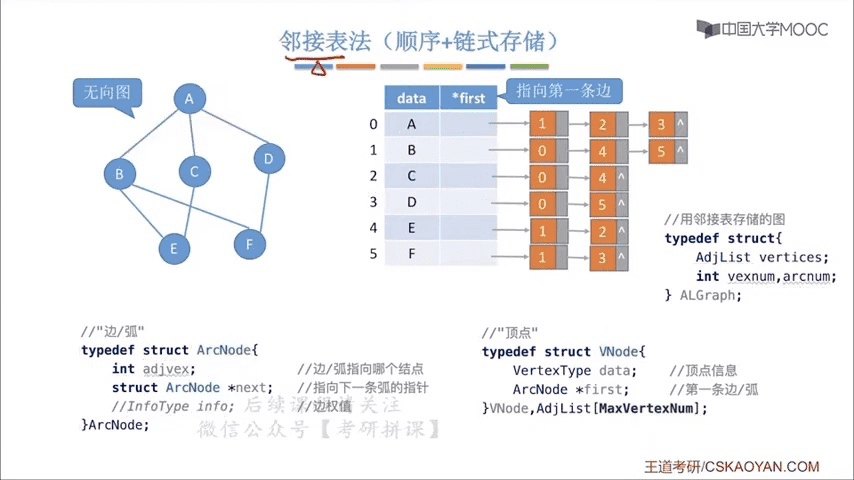 中国大学MOOC
邻接表法（顺序+链式存储）
无向图
A
B
C
D
E
F
data *first
指向第一条边
0 A 1 2 3 ^
1 B 0 4 5 ^
2 C 0 4 ^
3 D 0 5 ^
4 E 1 2 ^
5 F 1 3 ^
//用邻接表存储的图
typedef struct{
AdjList vertices;
int vexnum,arcnum;
} ALGraph;
//"边/弧"
typedef struct ArcNode{
int adjvex; //边/弧指向哪个结点
struct ArcNode *next; //指向下一条弧的指针
//InfoType info; //边权值
}ArcNode;
//"顶点"
typedef struct VNode{
VertexType data; //顶点信息
ArcNode *first; //第一条边/弧
}VNode,AdjList[MaxVertexNum];
微信公众号【考研拼课】
王道考研/CSKAOYAN.COM